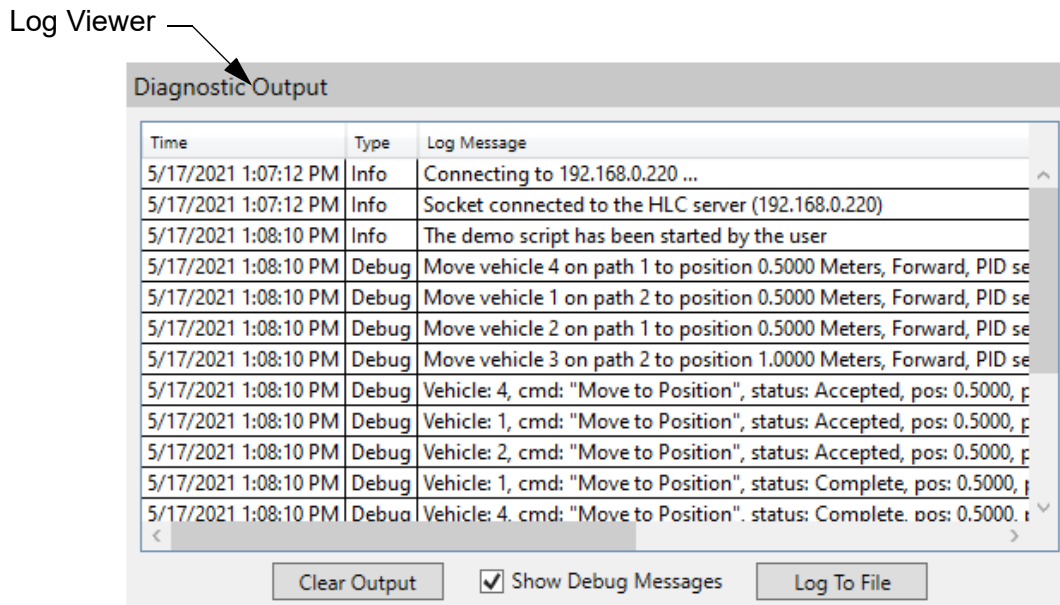 Log Viewer
Diagnostic Output
Time Type Log Message
5/17/2021 1:07:12 PM Info Connecting to 192.168.0.220 ...
5/17/2021 1:07:12 PM Info Socket connected to the HLC server (192.168.0.220)
5/17/2021 1:08:10 PM Info The demo script has been started by the user
5/17/2021 1:08:10 PM Debug Move vehicle 4 on path 1 to position 0.5000 Meters, Forward, PID se
5/17/2021 1:08:10 PM Debug Move vehicle 1 on path 2 to position 0.5000 Meters, Forward, PID se
5/17/2021 1:08:10 PM Debug Move vehicle 2 on path 1 to position 0.5000 Meters, Forward, PID se
5/17/2021 1:08:10 PM Debug Move vehicle 3 on path 2 to position 1.0000 Meters, Forward, PID se
5/17/2021 1:08:10 PM Debug Vehicle: 4, cmd: "Move to Position", status: Accepted, pos: 0.5000, p
5/17/2021 1:08:10 PM Debug Vehicle: 1, cmd: "Move to Position", status: Accepted, pos: 0.5000, p
5/17/2021 1:08:10 PM Debug Vehicle: 2, cmd: "Move to Position", status: Accepted, pos: 0.5000, p
5/17/2021 1:08:10 PM Debug Vehicle: 1, cmd: "Move to Position", status: Complete, pos: 0.5000, p
5/17/2021 1:08:10 PM Debug Vehicle: 4, cmd: "Move to Position", status: Complete, pos: 0.5000, p
Clear Output Show Debug Messages Log To File